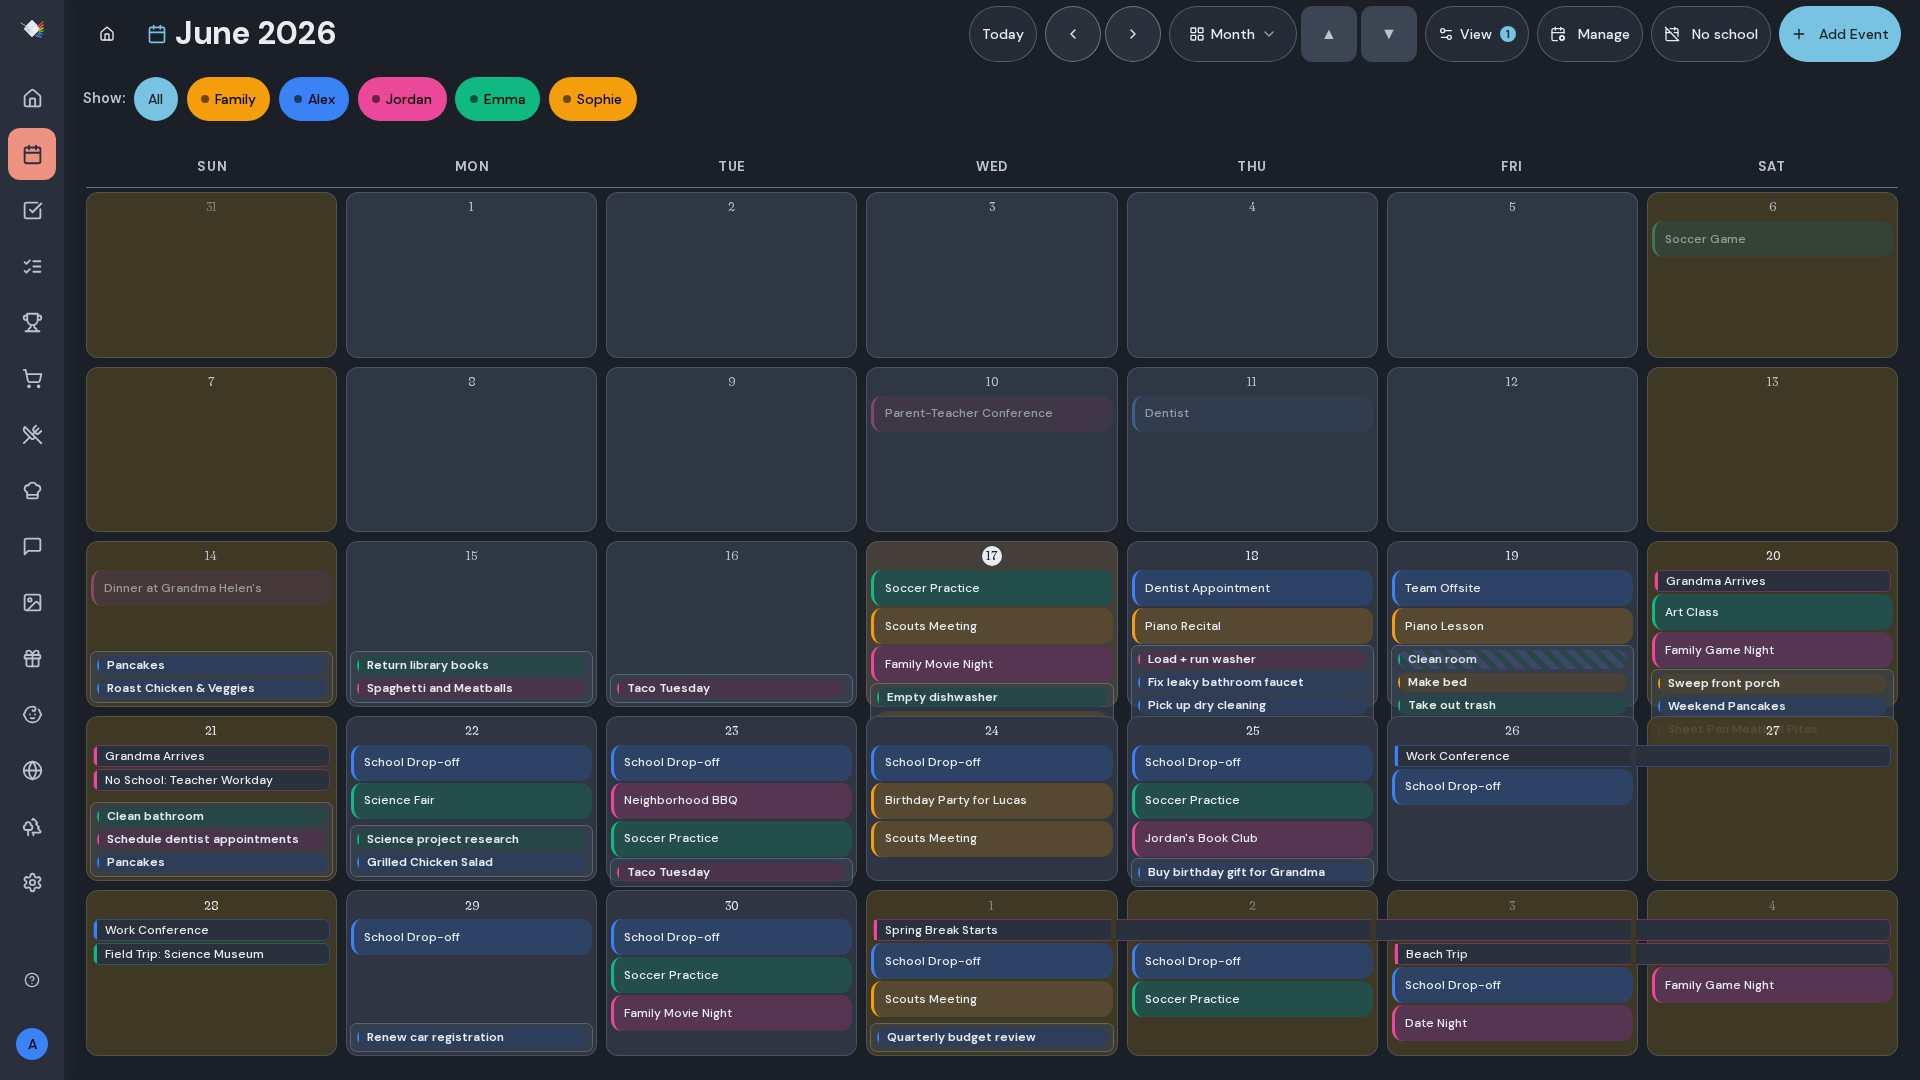 June 2026
Today
Month
▲
▼
View 1
Manage
No school
Add Event
Show:
All
Family
Alex
Jordan
Emma
Sophie
SUN MON TUE WED THU FRI SAT
31 1 2 3 4 5 6
Soccer Game
7 8 9 10 11 12 13
Parent-Teacher Conference
Dentist
14
Dinner at Grandma Helen's
Pancakes
Roast Chicken & Veggies
15
Return library books
Spaghetti and Meatballs
16
Taco Tuesday
17
Soccer Practice
Scouts Meeting
Family Movie Night
Empty dishwasher
18
Dentist Appointment
Piano Recital
Load + run washer
Fix leaky bathroom faucet
Pick up dry cleaning
19
Team Offsite
Piano Lesson
Clean room
Make bed
Take out trash
20
Grandma Arrives
Art Class
Family Game Night
Sweep front porch
Weekend Pancakes
Sheet Pan Meatball Pitas
21
Grandma Arrives
No School: Teacher Workday
Clean bathroom
Schedule dentist appointments
Pancakes
22
School Drop-off
Science Fair
Science project research
Grilled Chicken Salad
23
School Drop-off
Neighborhood BBQ
Soccer Practice
Taco Tuesday
24
School Drop-off
Birthday Party for Lucas
Scouts Meeting
25
School Drop-off
Soccer Practice
Jordan's Book Club
Buy birthday gift for Grandma
26
Work Conference
School Drop-off
27
28
Work Conference
Field Trip: Science Museum
29
School Drop-off
Renew car registration
30
School Drop-off
Soccer Practice
Family Movie Night
1
Spring Break Starts
School Drop-off
Scouts Meeting
Quarterly budget review
2
School Drop-off
Soccer Practice
3
Beach Trip
School Drop-off
Date Night
4
Family Game Night
A